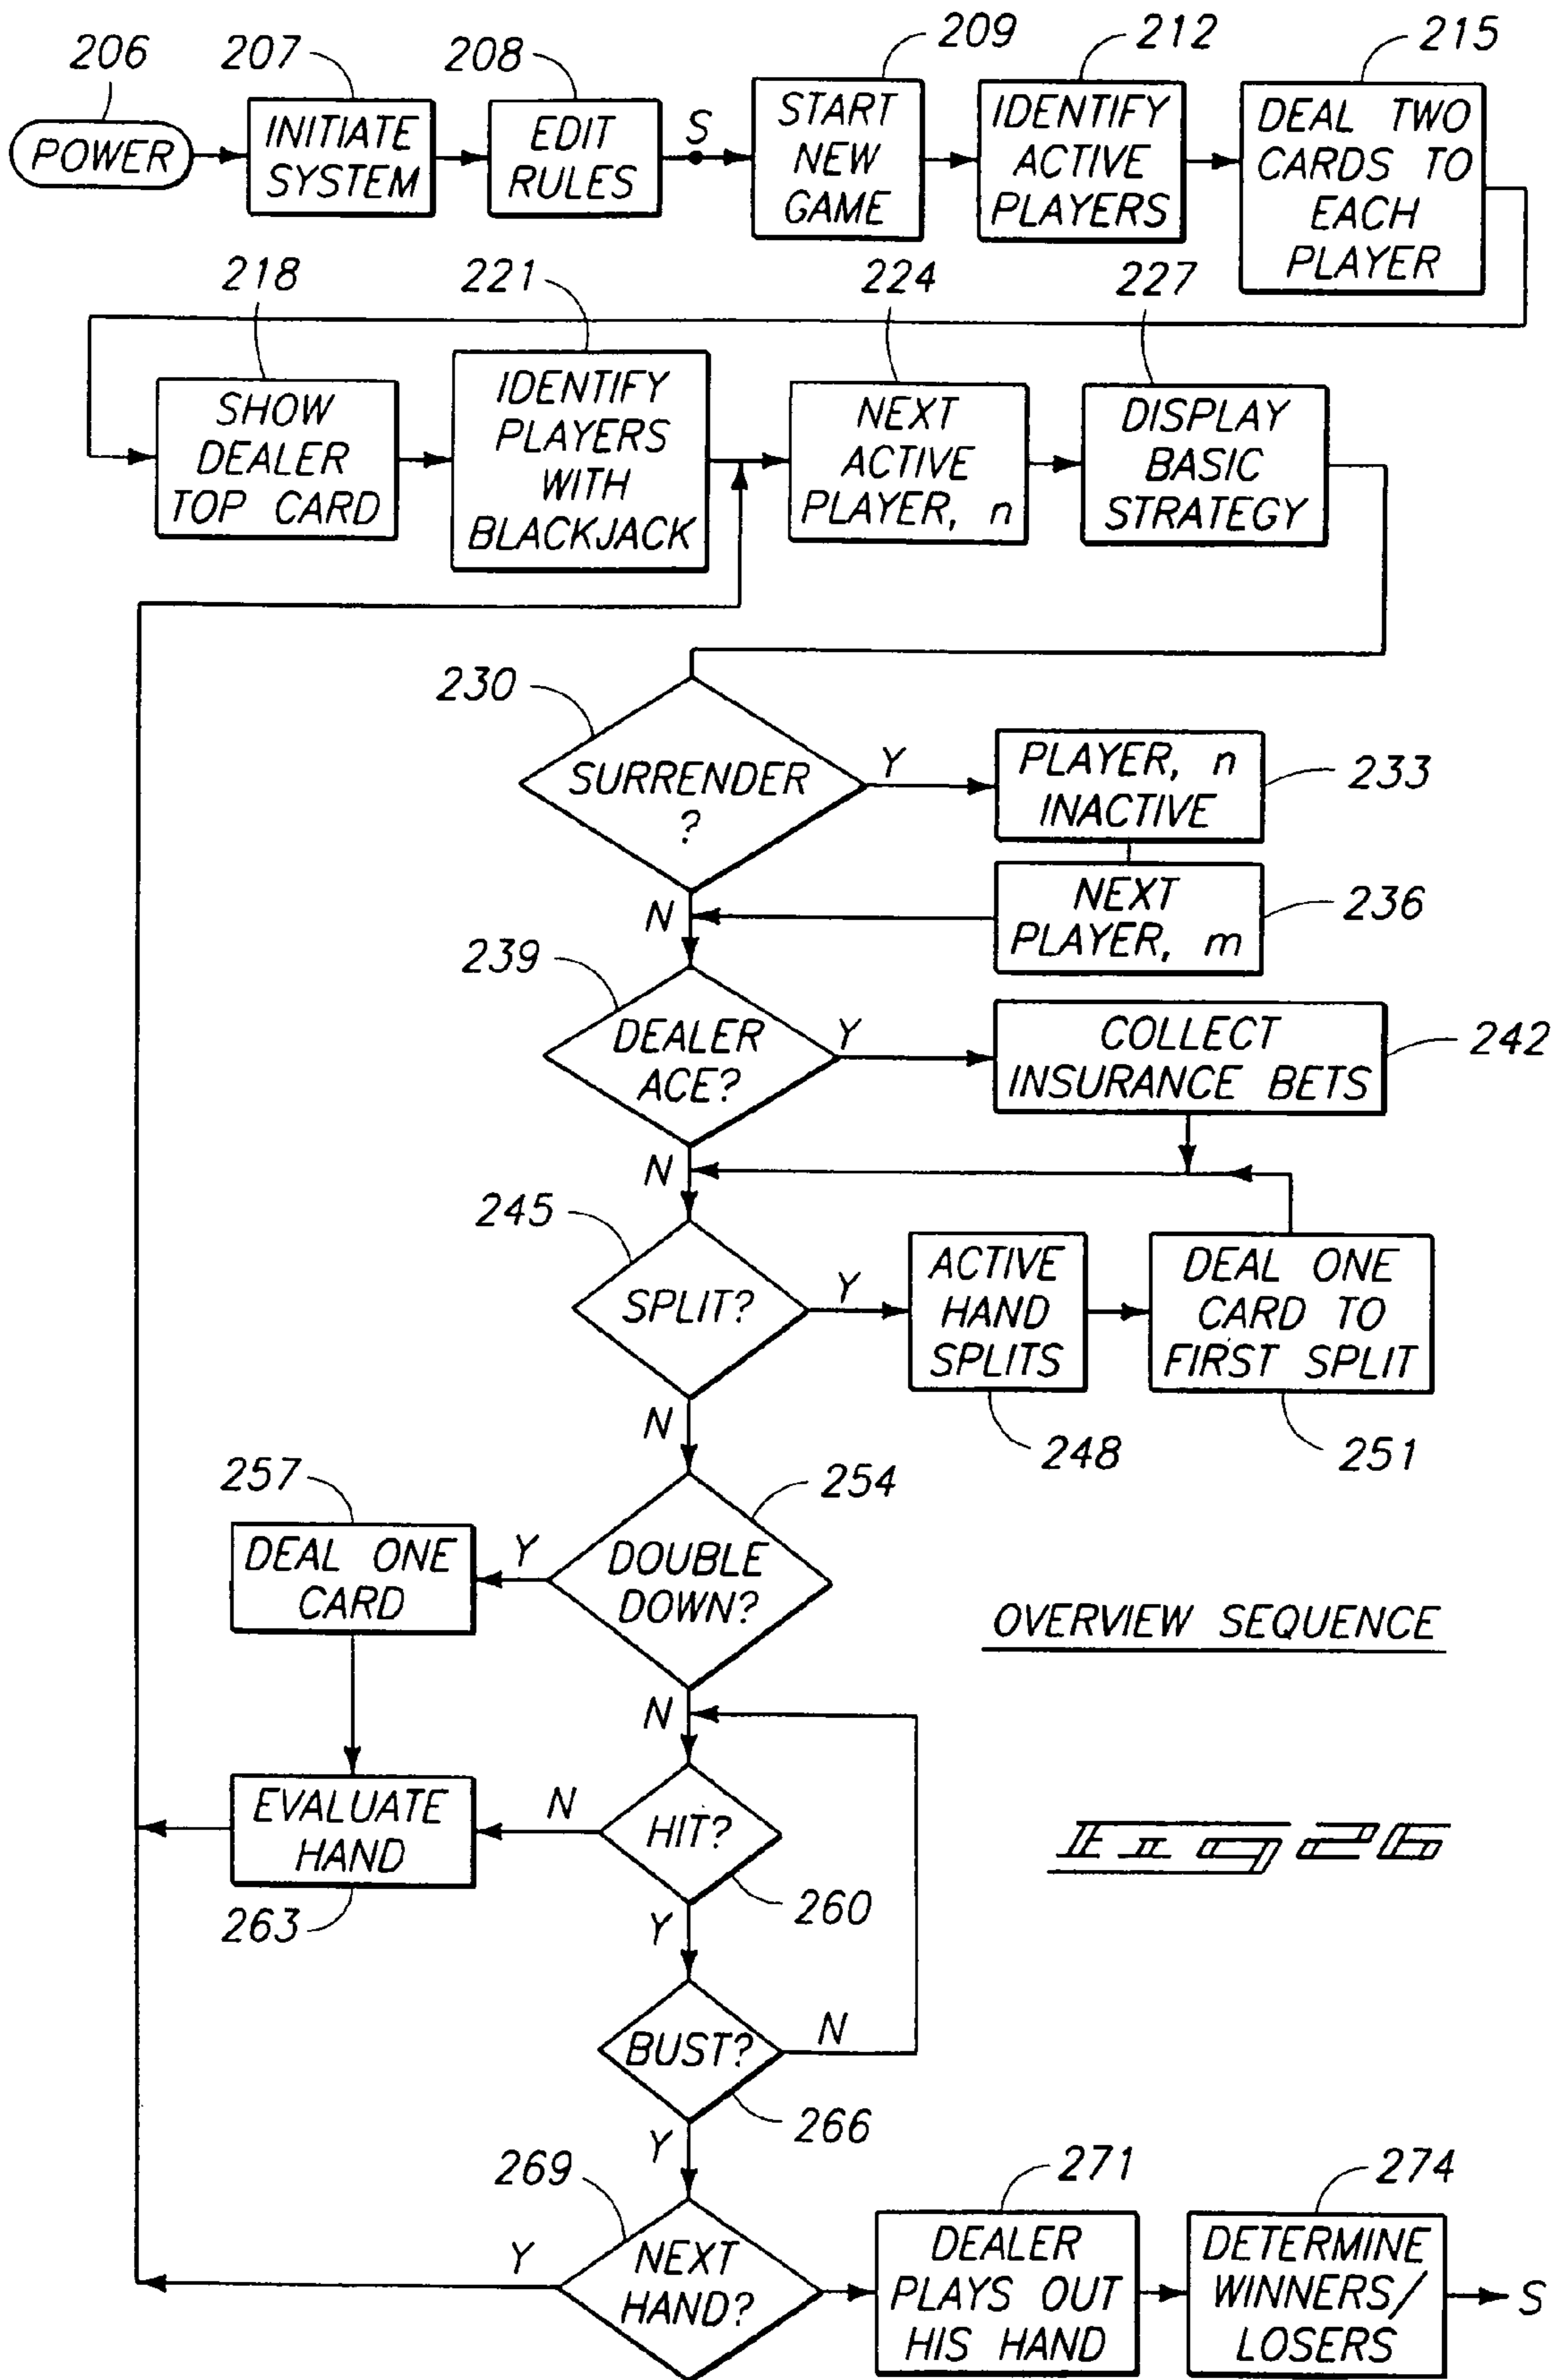 206
207
208
209
212
215
POWER
INITIATE
SYSTEM
EDIT
RULES
S
START
NEW
GAME
IDENTIFY
ACTIVE
PLAYERS
DEAL TWO
CARDS TO
EACH
PLAYER
218
221
224
227
SHOW
DEALER
TOP CARD
IDENTIFY
PLAYERS
WITH
BLACKJACK
NEXT
ACTIVE
PLAYER, n
DISPLAY
BASIC
STRATEGY
230
SURRENDER
?
Y
PLAYER, n
INACTIVE
233
N
NEXT
PLAYER, m
236
239
DEALER
ACE?
Y
COLLECT
INSURANCE BETS
242
N
245
SPLIT?
Y
ACTIVE
HAND
SPLITS
DEAL ONE
CARD TO
FIRST SPLIT
248
251
N
254
257
DEAL ONE
CARD
Y
DOUBLE
DOWN?
OVERVIEW SEQUENCE
N
EVALUATE
HAND
N
HIT?
263
260
Fig 26
Y
BUST?
N
266
Y
269
271
274
Y
NEXT
HAND?
DEALER
PLAYS OUT
HIS HAND
DETERMINE
WINNERS/
LOSERS
S